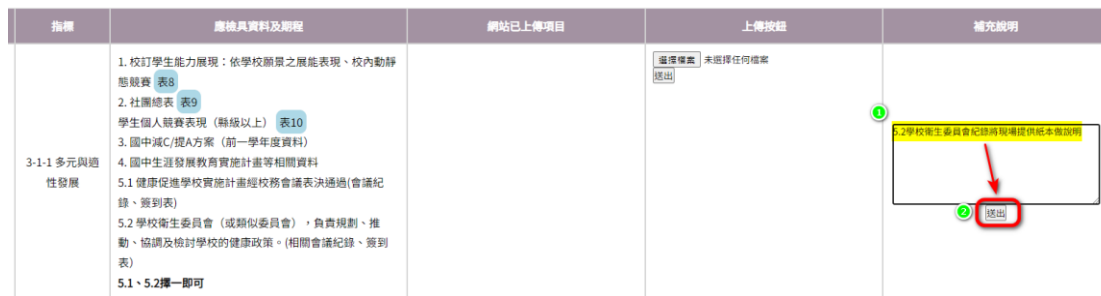 指標
應檢具資料及期程
網站已上傳項目
上傳按鈕
補充說明
3-1-1 多元與適
性發展
1. 校訂學生能力展現：依學校願景之展能表現、校內動靜
態競賽 表8
2. 社團總表 表9
學生個人競賽表現（縣級以上） 表10
3. 國中減C/提A方案（前一學年度資料）
4. 國中生涯發展教育實施計畫等相關資料
5.1 健康促進學校實施計畫經校務會議表決通過(會議紀
錄、簽到表)
5.2 學校衛生委員會（或類似委員會），負責規劃、推
動、協調及檢討學校的健康政策。(相關會議紀錄、簽到
表)
5.1、5.2擇一即可
選擇檔案 未選擇任何檔案
送出
1
5.2學校衛生委員會紀錄將現場提供紙本做說明
2 送出